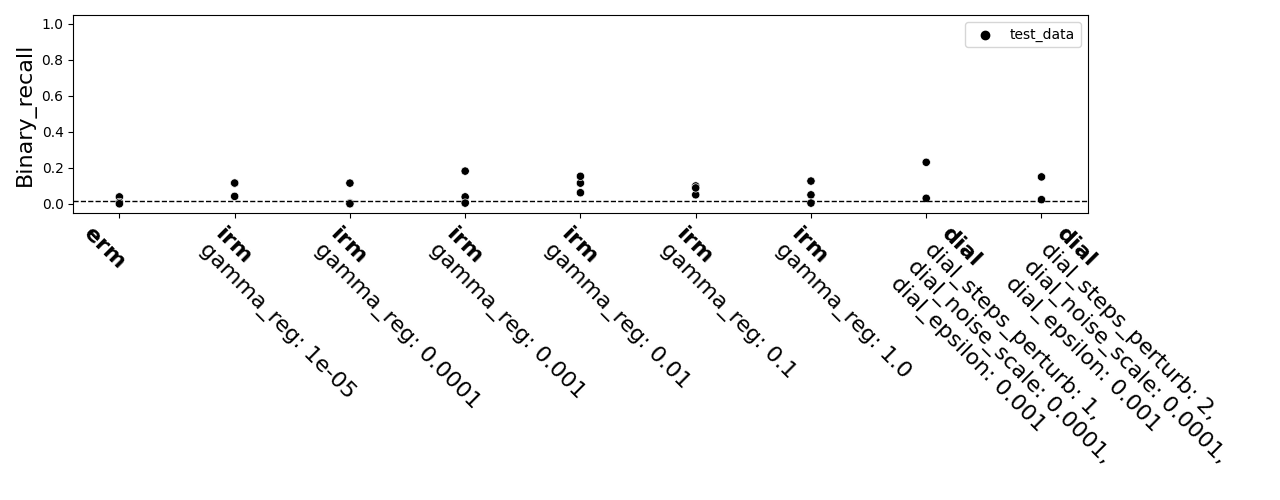 Binary_recall
1.0
0.8
0.6
0.4
0.2
0.0
test_data
erm
irm
gamma_reg: 1e-05
irm
gamma_reg: 0.0001
irm
gamma_reg: 0.001
irm
gamma_reg: 0.01
irm
gamma_reg: 0.1
irm
gamma_reg: 1.0
dial
dial_steps_perturb: 1,
dial_noise_scale: 0.0001,
dial_epsilon: 0.001
dial
dial_steps_perturb: 2,
dial_noise_scale: 0.0001,
dial_epsilon: 0.001